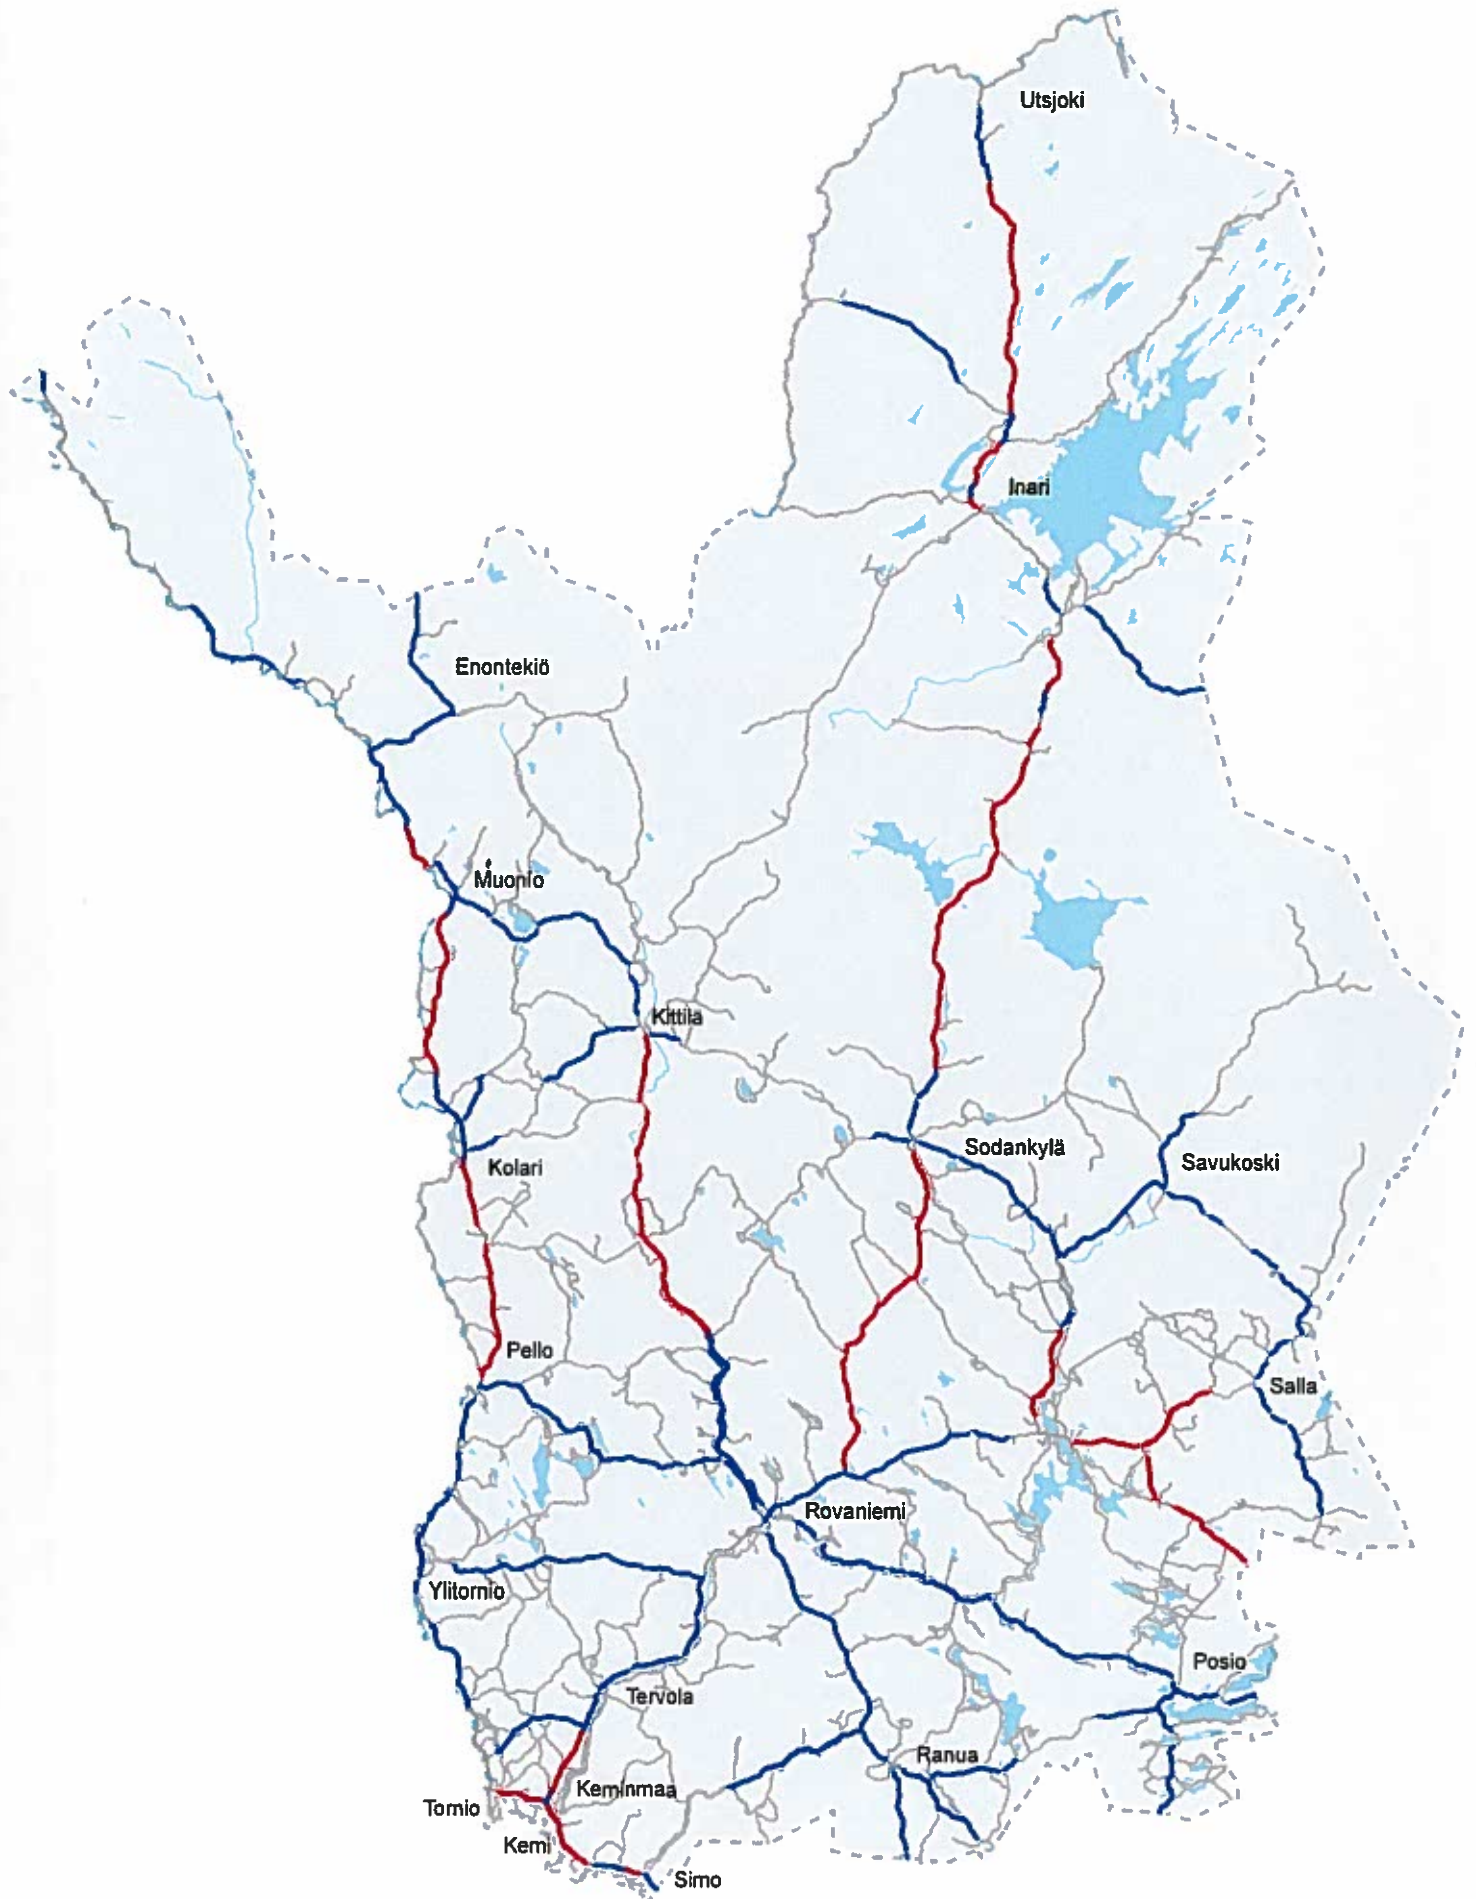 Utsjoki
Inari
Enontekiö
Muonio
Kittilä
Sodankylä
Savukoski
Kolari
Pello
Salla
Rovaniemi
Ylitornio
Posio
Tervola
Ranua
Keminmaa
Tornio
Kemi
Simo